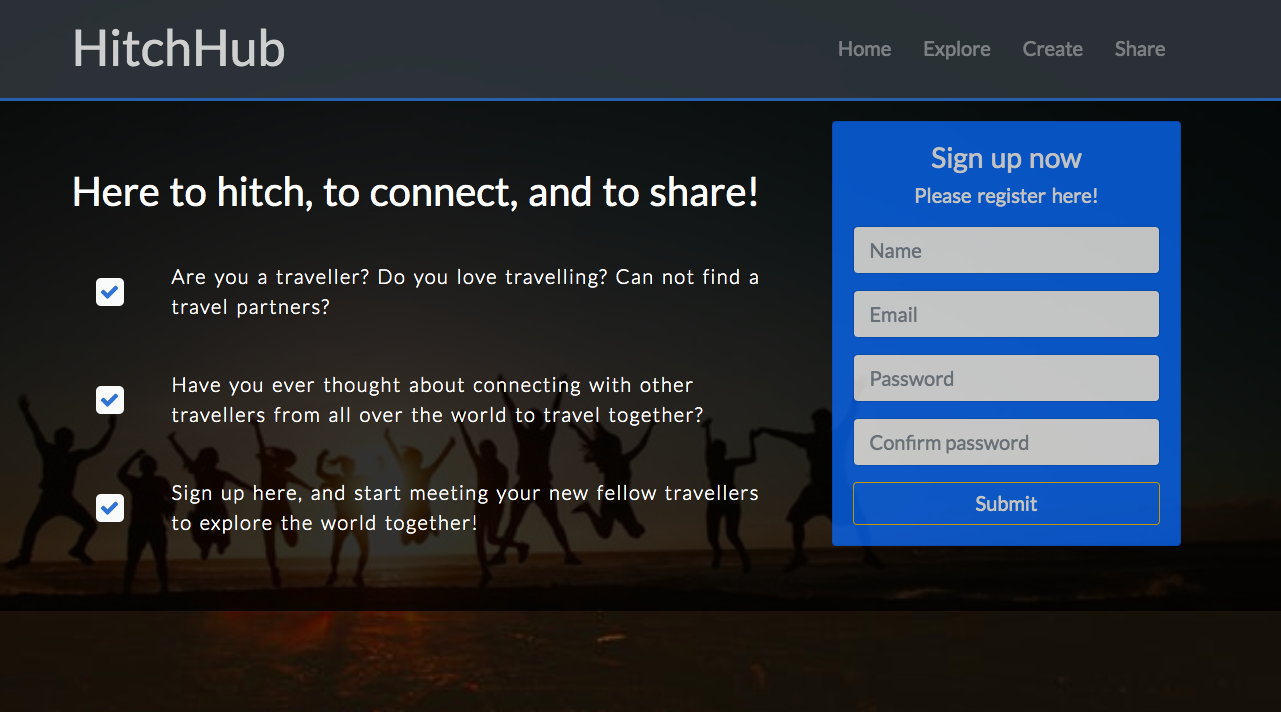 HitchHub
Home
Explore
Create
Share
Here to hitch, to connect, and to share!
Are you a traveller? Do you love travelling? Can not find a
travel partners?
Have you ever thought about connecting with other
travellers from all over the world to travel together?
Sign up here, and start meeting your new fellow travellers
to explore the world together!
Sign up now
Please register here!
Name
Email
Password
Confirm password
Submit